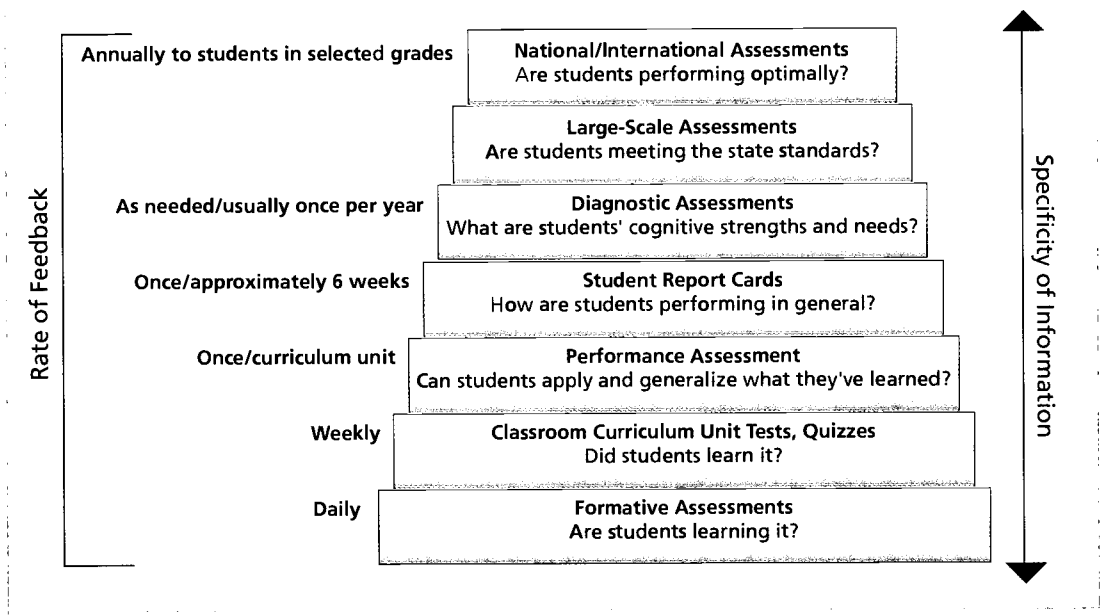 Annually to students in selected grades
National/International Assessments
Are students performing optimally?
Large-Scale Assessments
Are students meeting the state standards?
As needed/usually once per year
Diagnostic Assessments
What are students' cognitive strengths and needs?
Once/approximately 6 weeks
Student Report Cards
How are students performing in general?
Once/curriculum unit
Performance Assessment
Can students apply and generalize what they've learned?
Weekly
Classroom Curriculum Unit Tests, Quizzes
Did students learn it?
Daily
Formative Assessments
Are students learning it?
Rate of Feedback
Specificity of Information